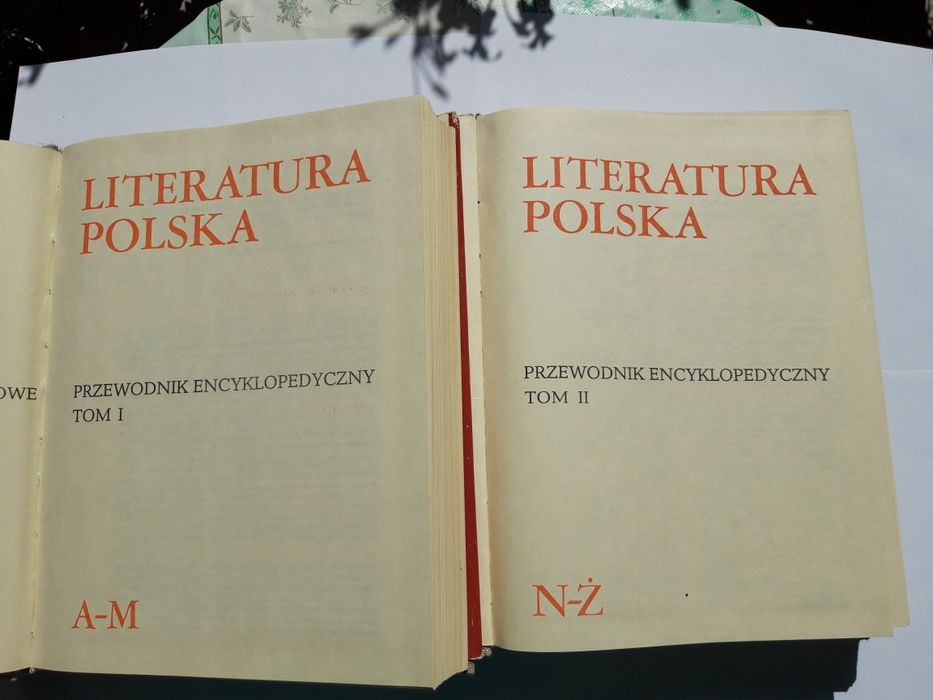 OWE
LITERATURA
POLSKA
PRZEWODNIK ENCYKLOPEDYCZNY
TOM I
A–M
LITERATURA
POLSKA
PRZEWODNIK ENCYKLOPEDYCZNY
TOM II
N–Ż